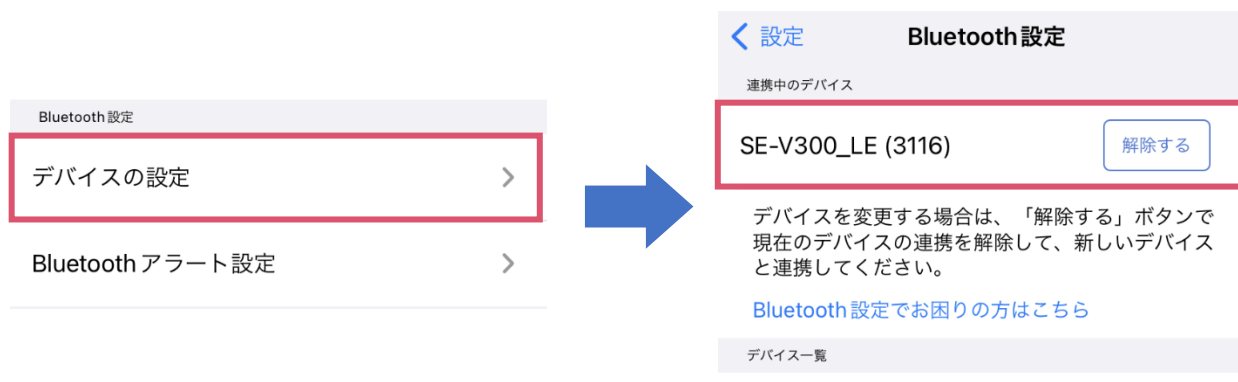 Bluetooth設定
デバイスの設定
Bluetoothアラート設定
設定
Bluetooth設定
連携中のデバイス
SE-V300_LE (3116)
解除する
デバイスを変更する場合は、「解除する」ボタンで
現在のデバイスの連携を解除して、新しいデバイス
と連携してください。
Bluetooth設定でお困りの方はこちら
デバイス一覧